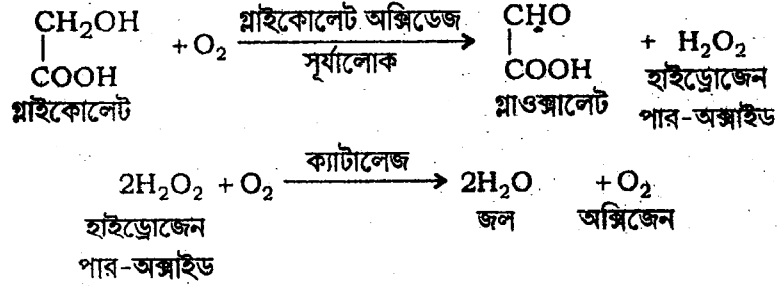 CH₂OH গ্লাইকোলেট অক্সিডেজ CHO
| + O₂ ⟶ | + H₂O₂
COOH সূর্যালোক COOH হাইড্রোজেন
গ্লাইকোলেট গ্লাওক্সালেট পার-অক্সাইড
ক্যাটালেজ
2H₂O₂ + O₂ ⟶ 2H₂O + O₂
হাইড্রোজেন জল অক্সিজেন
পার-অক্সাইড